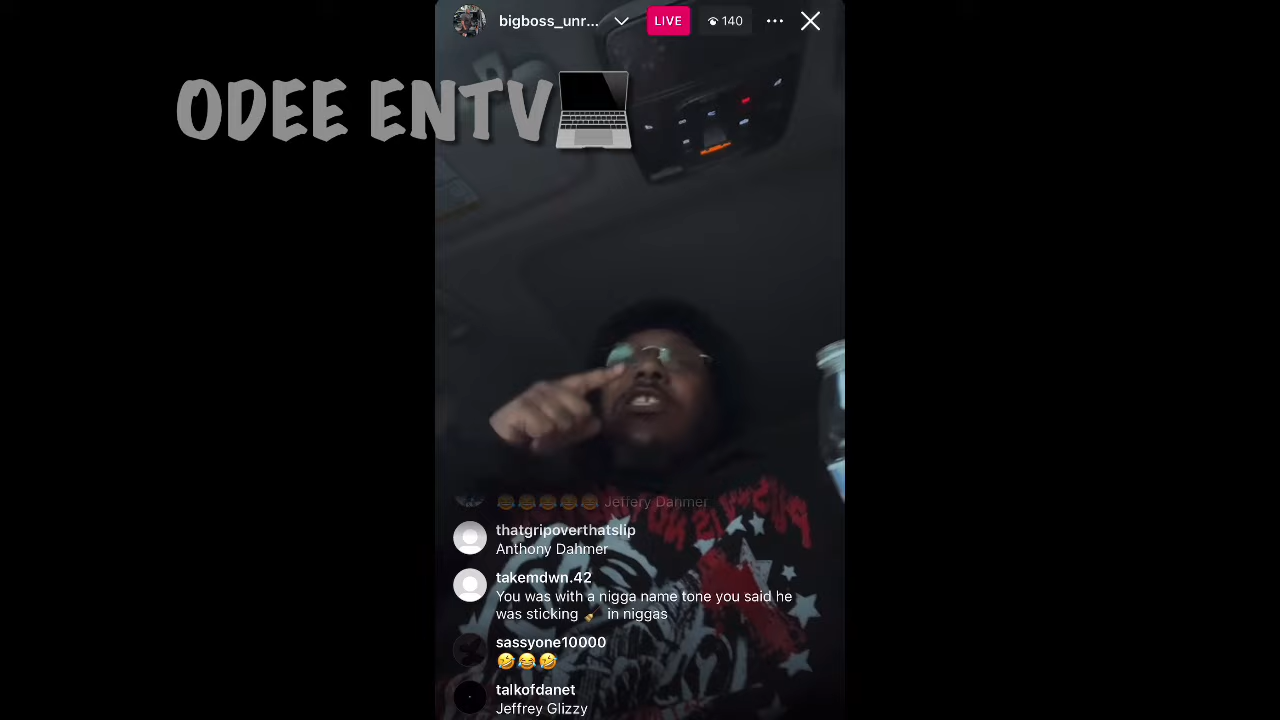 bigboss_unr...
LIVE
140
ODEE ENTV
😂😂😂😂😂 Jeffery Dahmer
thatgripoverthatslip
Anthony Dahmer
takemdwn.42
You was with a nigga name tone you said he
was sticking in niggas
sassyone10000
🤣😂🤣
talkofdanet
Jeffrey Glizzy